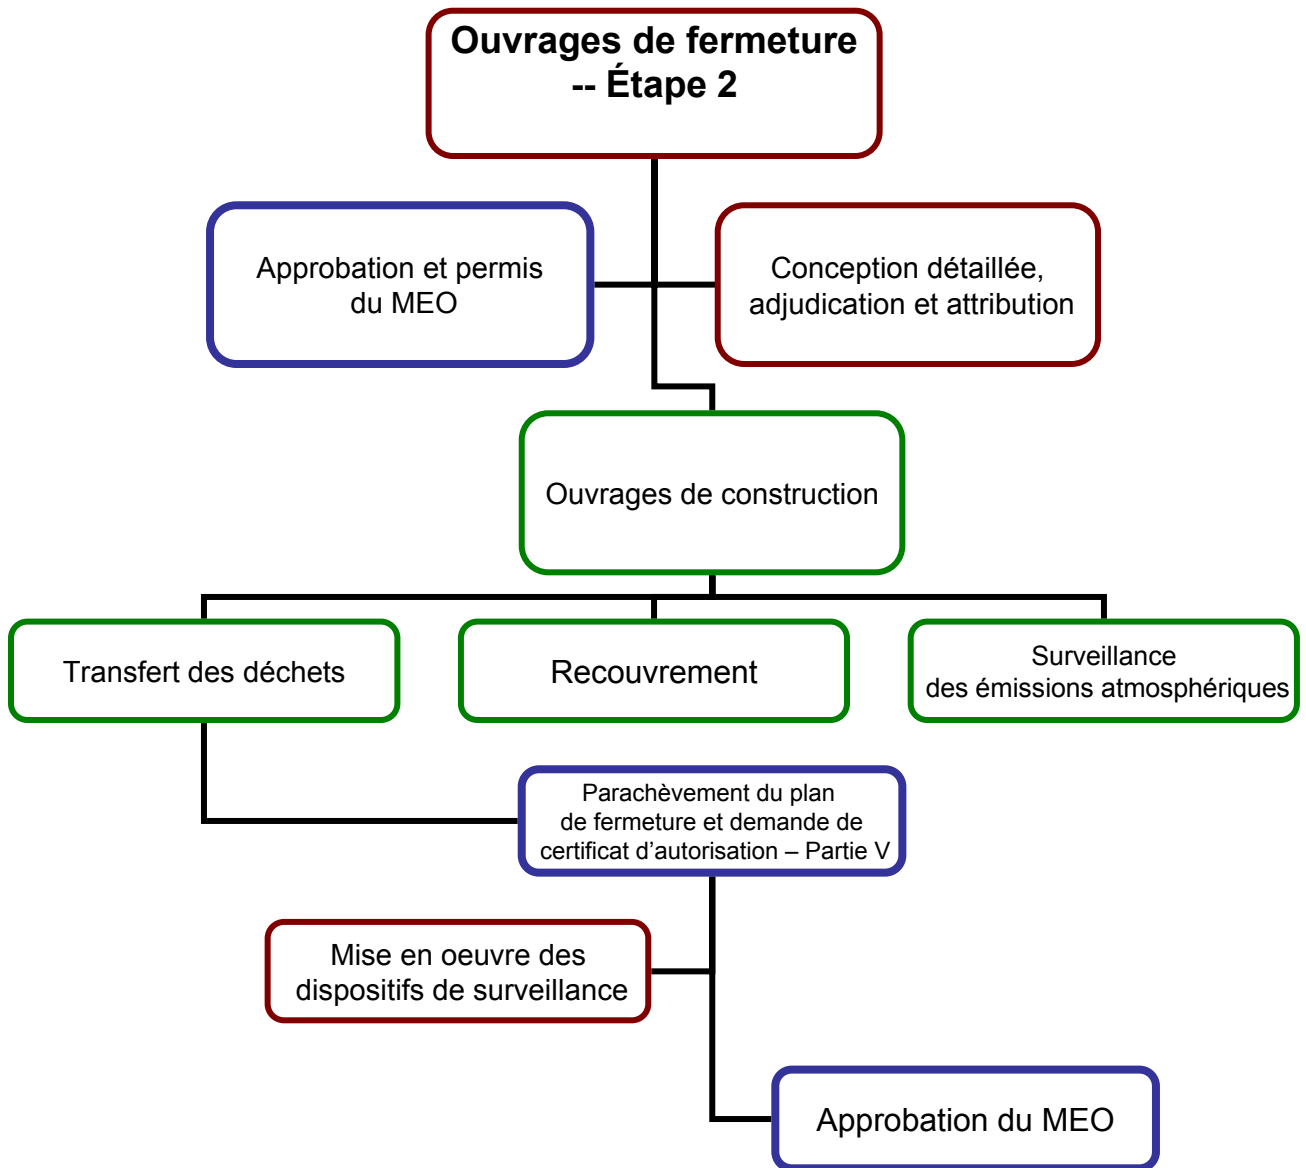 Ouvrages de fermeture
-- Étape 2
Approbation et permis
du MEO
Conception détaillée,
adjudication et attribution
Ouvrages de construction
Transfert des déchets
Recouvrement
Surveillance
des émissions atmosphériques
Parachèvement du plan
de fermeture et demande de
certificat d’autorisation – Partie V
Mise en oeuvre des
dispositifs de surveillance
Approbation du MEO